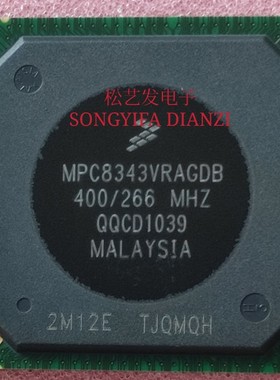 松艺发电子
SONGYIFA DIANZI
MPC8343VRAGDB
400/266 MHZ
QQCD1039
MALAYSIA
2M12E TJQMQH